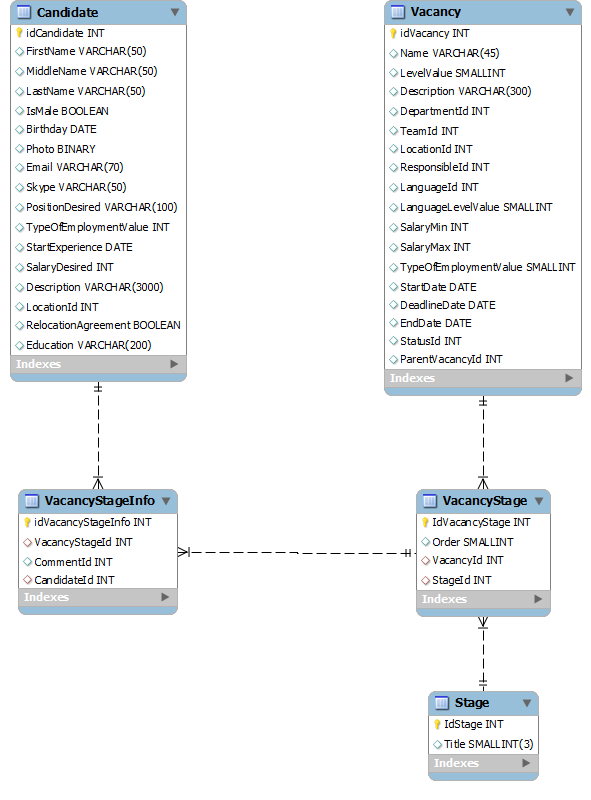 Candidate
idCandidate INT
FirstName VARCHAR(50)
MiddleName VARCHAR(50)
LastName VARCHAR(50)
IsMale BOOLEAN
Birthday DATE
Photo BINARY
Email VARCHAR(70)
Skype VARCHAR(50)
PositionDesired VARCHAR(100)
TypeOfEmploymentValue INT
StartExperience DATE
SalaryDesired INT
Description VARCHAR(3000)
LocationId INT
RelocationAgreement BOOLEAN
Education VARCHAR(200)
Indexes
Vacancy
idVacancy INT
Name VARCHAR(45)
LevelValue SMALLINT
Description VARCHAR(300)
DepartmentId INT
TeamId INT
LocationId INT
ResponsibleId INT
LanguageId INT
LanguageLevelValue SMALLINT
SalaryMin INT
SalaryMax INT
TypeOfEmploymentValue SMALLINT
StartDate DATE
DeadlineDate DATE
EndDate DATE
StatusId INT
ParentVacancyId INT
Indexes
VacancyStageInfo
idVacancyStageInfo INT
VacancyStageId INT
CommentId INT
CandidateId INT
Indexes
VacancyStage
IdVacancyStage INT
Order SMALLINT
VacancyId INT
StageId INT
Indexes
Stage
IdStage INT
Title SMALLINT(3)
Indexes